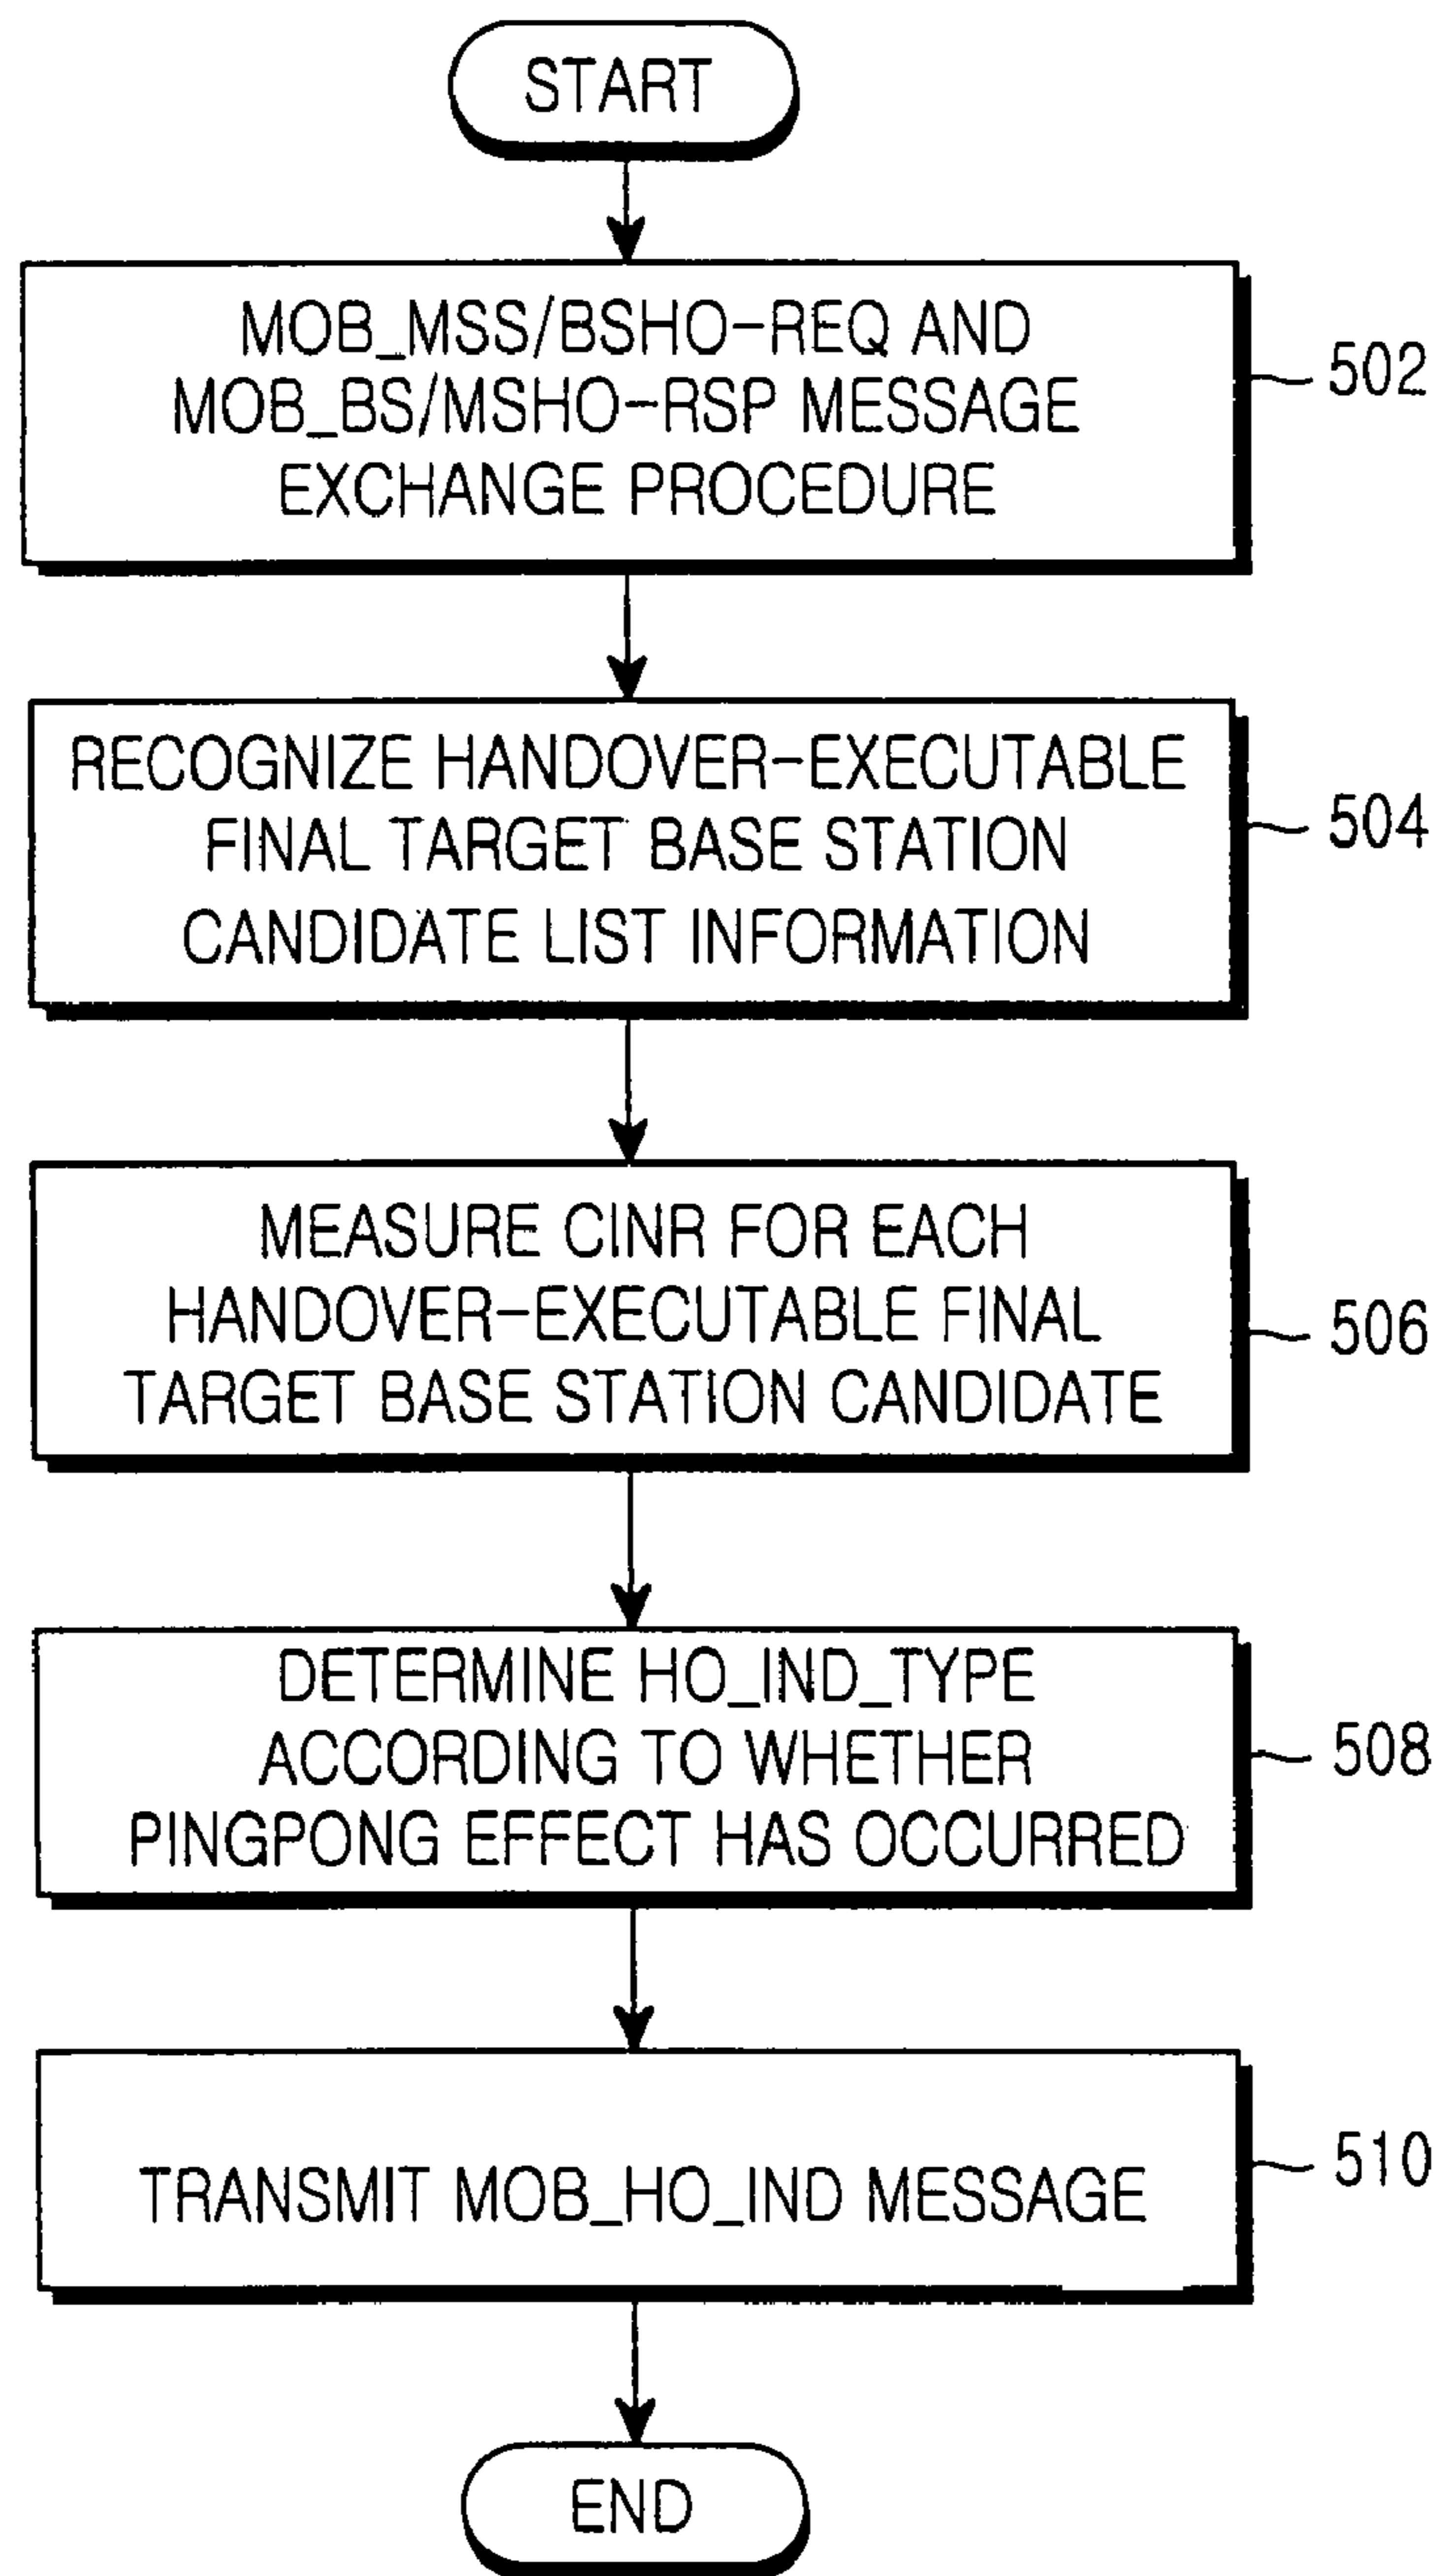 START
MOB_MSS/BSHO-REQ AND
MOB_BS/MSHO-RSP MESSAGE
EXCHANGE PROCEDURE
502
RECOGNIZE HANDOVER-EXECUTABLE
FINAL TARGET BASE STATION
CANDIDATE LIST INFORMATION
504
MEASURE CINR FOR EACH
HANDOVER-EXECUTABLE FINAL
TARGET BASE STATION CANDIDATE
506
DETERMINE HO_IND_TYPE
ACCORDING TO WHETHER
PINGPONG EFFECT HAS OCCURRED
508
TRANSMIT MOB_HO_IND MESSAGE
510
END